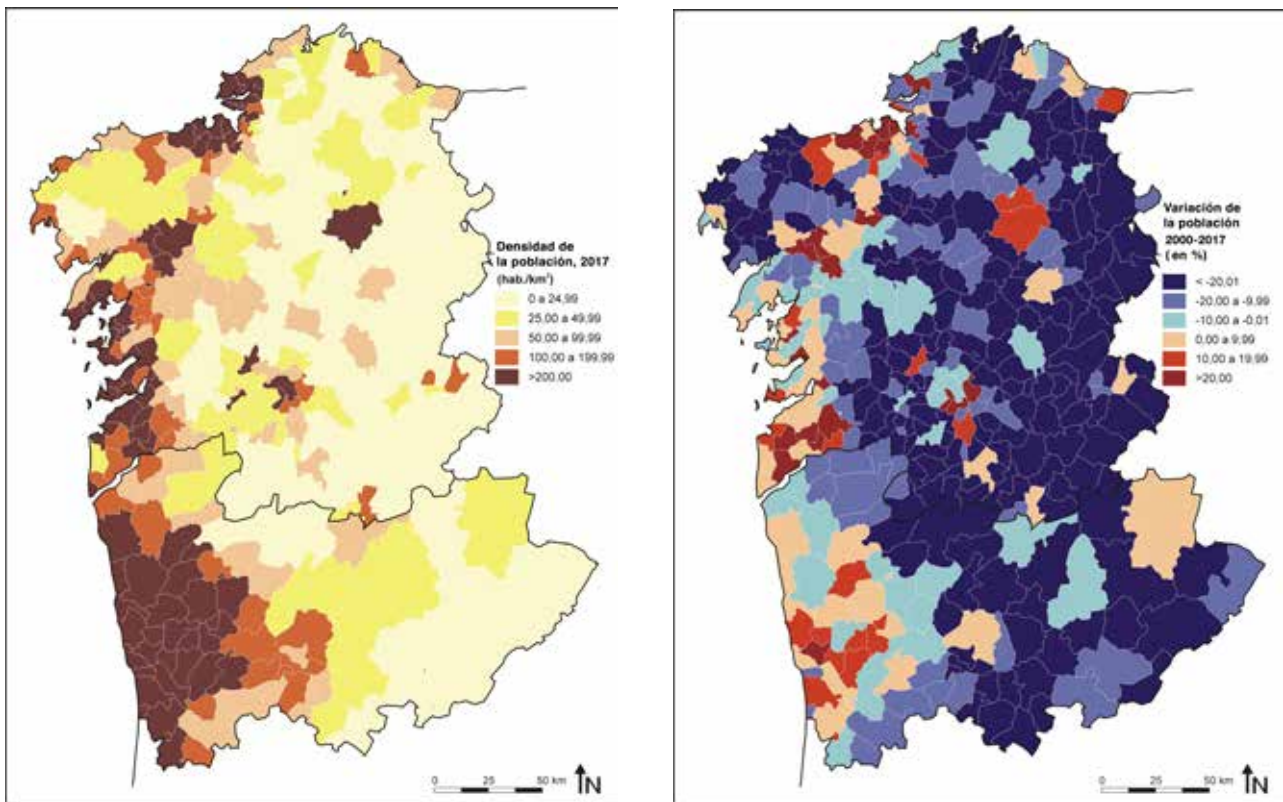 Densidad de
la población, 2017
(hab./km²)
0 a 24,99
25,00 a 49,99
50,00 a 99,99
100,00 a 199,99
>200,00
0 25 50 km
N
Variación de
la población
2000-2017
(en %)
< -20,01
-20,00 a -9,99
-10,00 a -0,01
0,00 a 9,99
10,00 a 19,99
>20,00
0 25 50 km
N